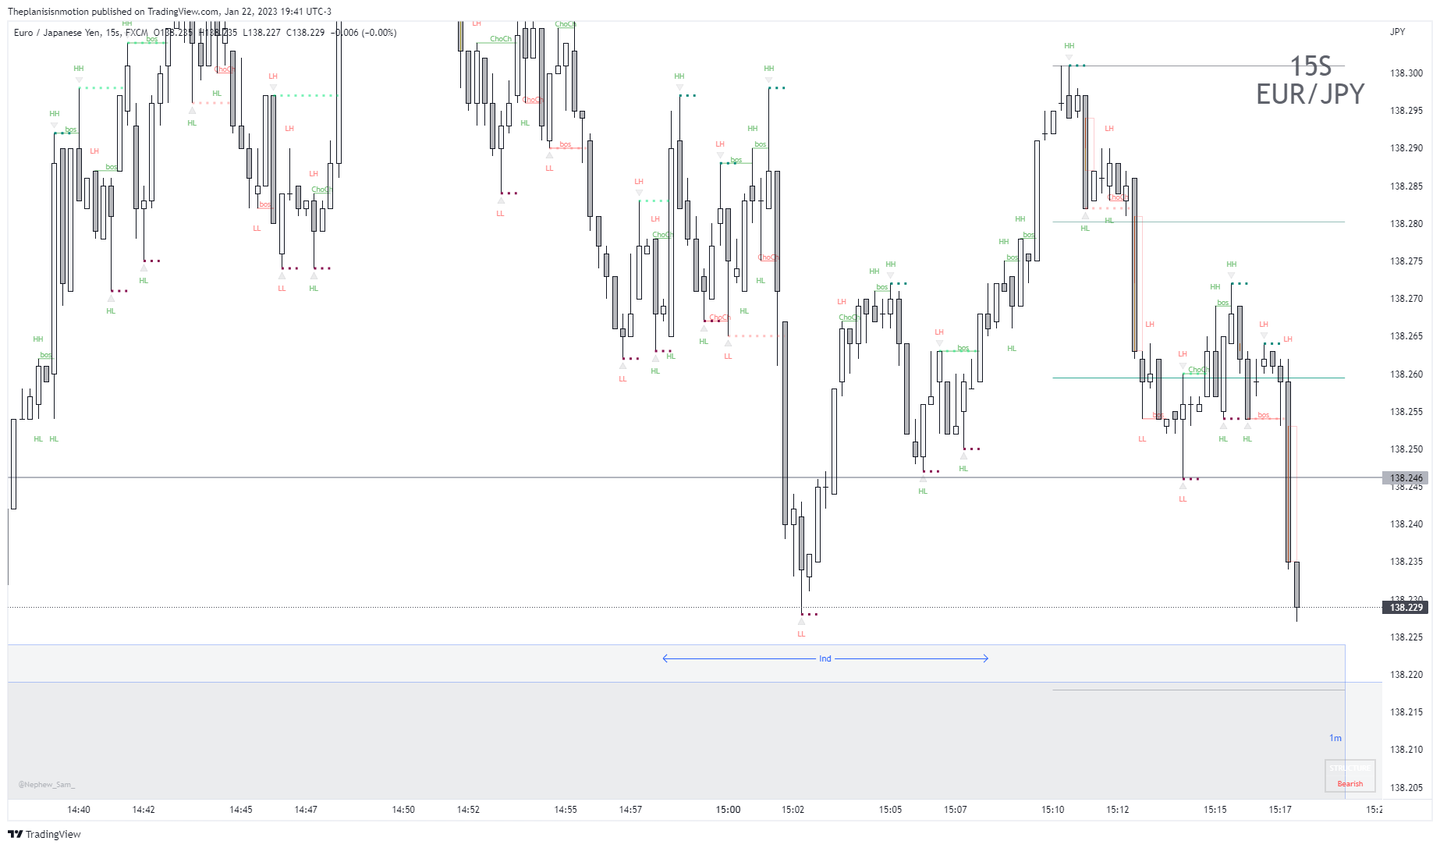 Theplanisisnmotion published on TradingView.com, Jan 22, 2023 19:41 UTC-3
Euro / Japanese Yen, 15s, FXCM O138.235 H138.235 L138.227 C138.229 −0.006 (−0.00%)
JPY
15S
EUR/JPY
138.300
138.295
138.290
138.285
138.280
138.275
138.270
138.265
138.260
138.255
138.250
138.246
138.245
138.240
138.235
138.230
138.229
138.225
138.220
138.215
138.210
138.205
HH
HH
bos
LH
bos
HH
bos
HH
bos
HL
HL
HL
HL
HL
ChoCh
HL
LH
LH
LH
ChoCh
bos
LL
LL
HL
LH
ChoCh
ChoCh
ChoCh
HL
LL
bos
LL
LH
LH
ChoCh
LL
HL
HL
HH
LH
bos
HH
bos
HH
ChoCh
ChoCh
HL
HL
LL
LL
LH
ChoCh
HH
bos
HH
LH
bos
HL
HL
HH
bos
HH
bos
HL
HH
LH
ChoCh
HL
HL
LH
bos
LL
LH
ChoCh
LL
HH
bos
HH
HL
HL
LH
LH
bos
Ind
1m
Bearish
@Nephew_Sam_
14:40
14:42
14:45
14:47
14:50
14:52
14:55
14:57
15:00
15:02
15:05
15:07
15:10
15:12
15:15
15:17
TradingView